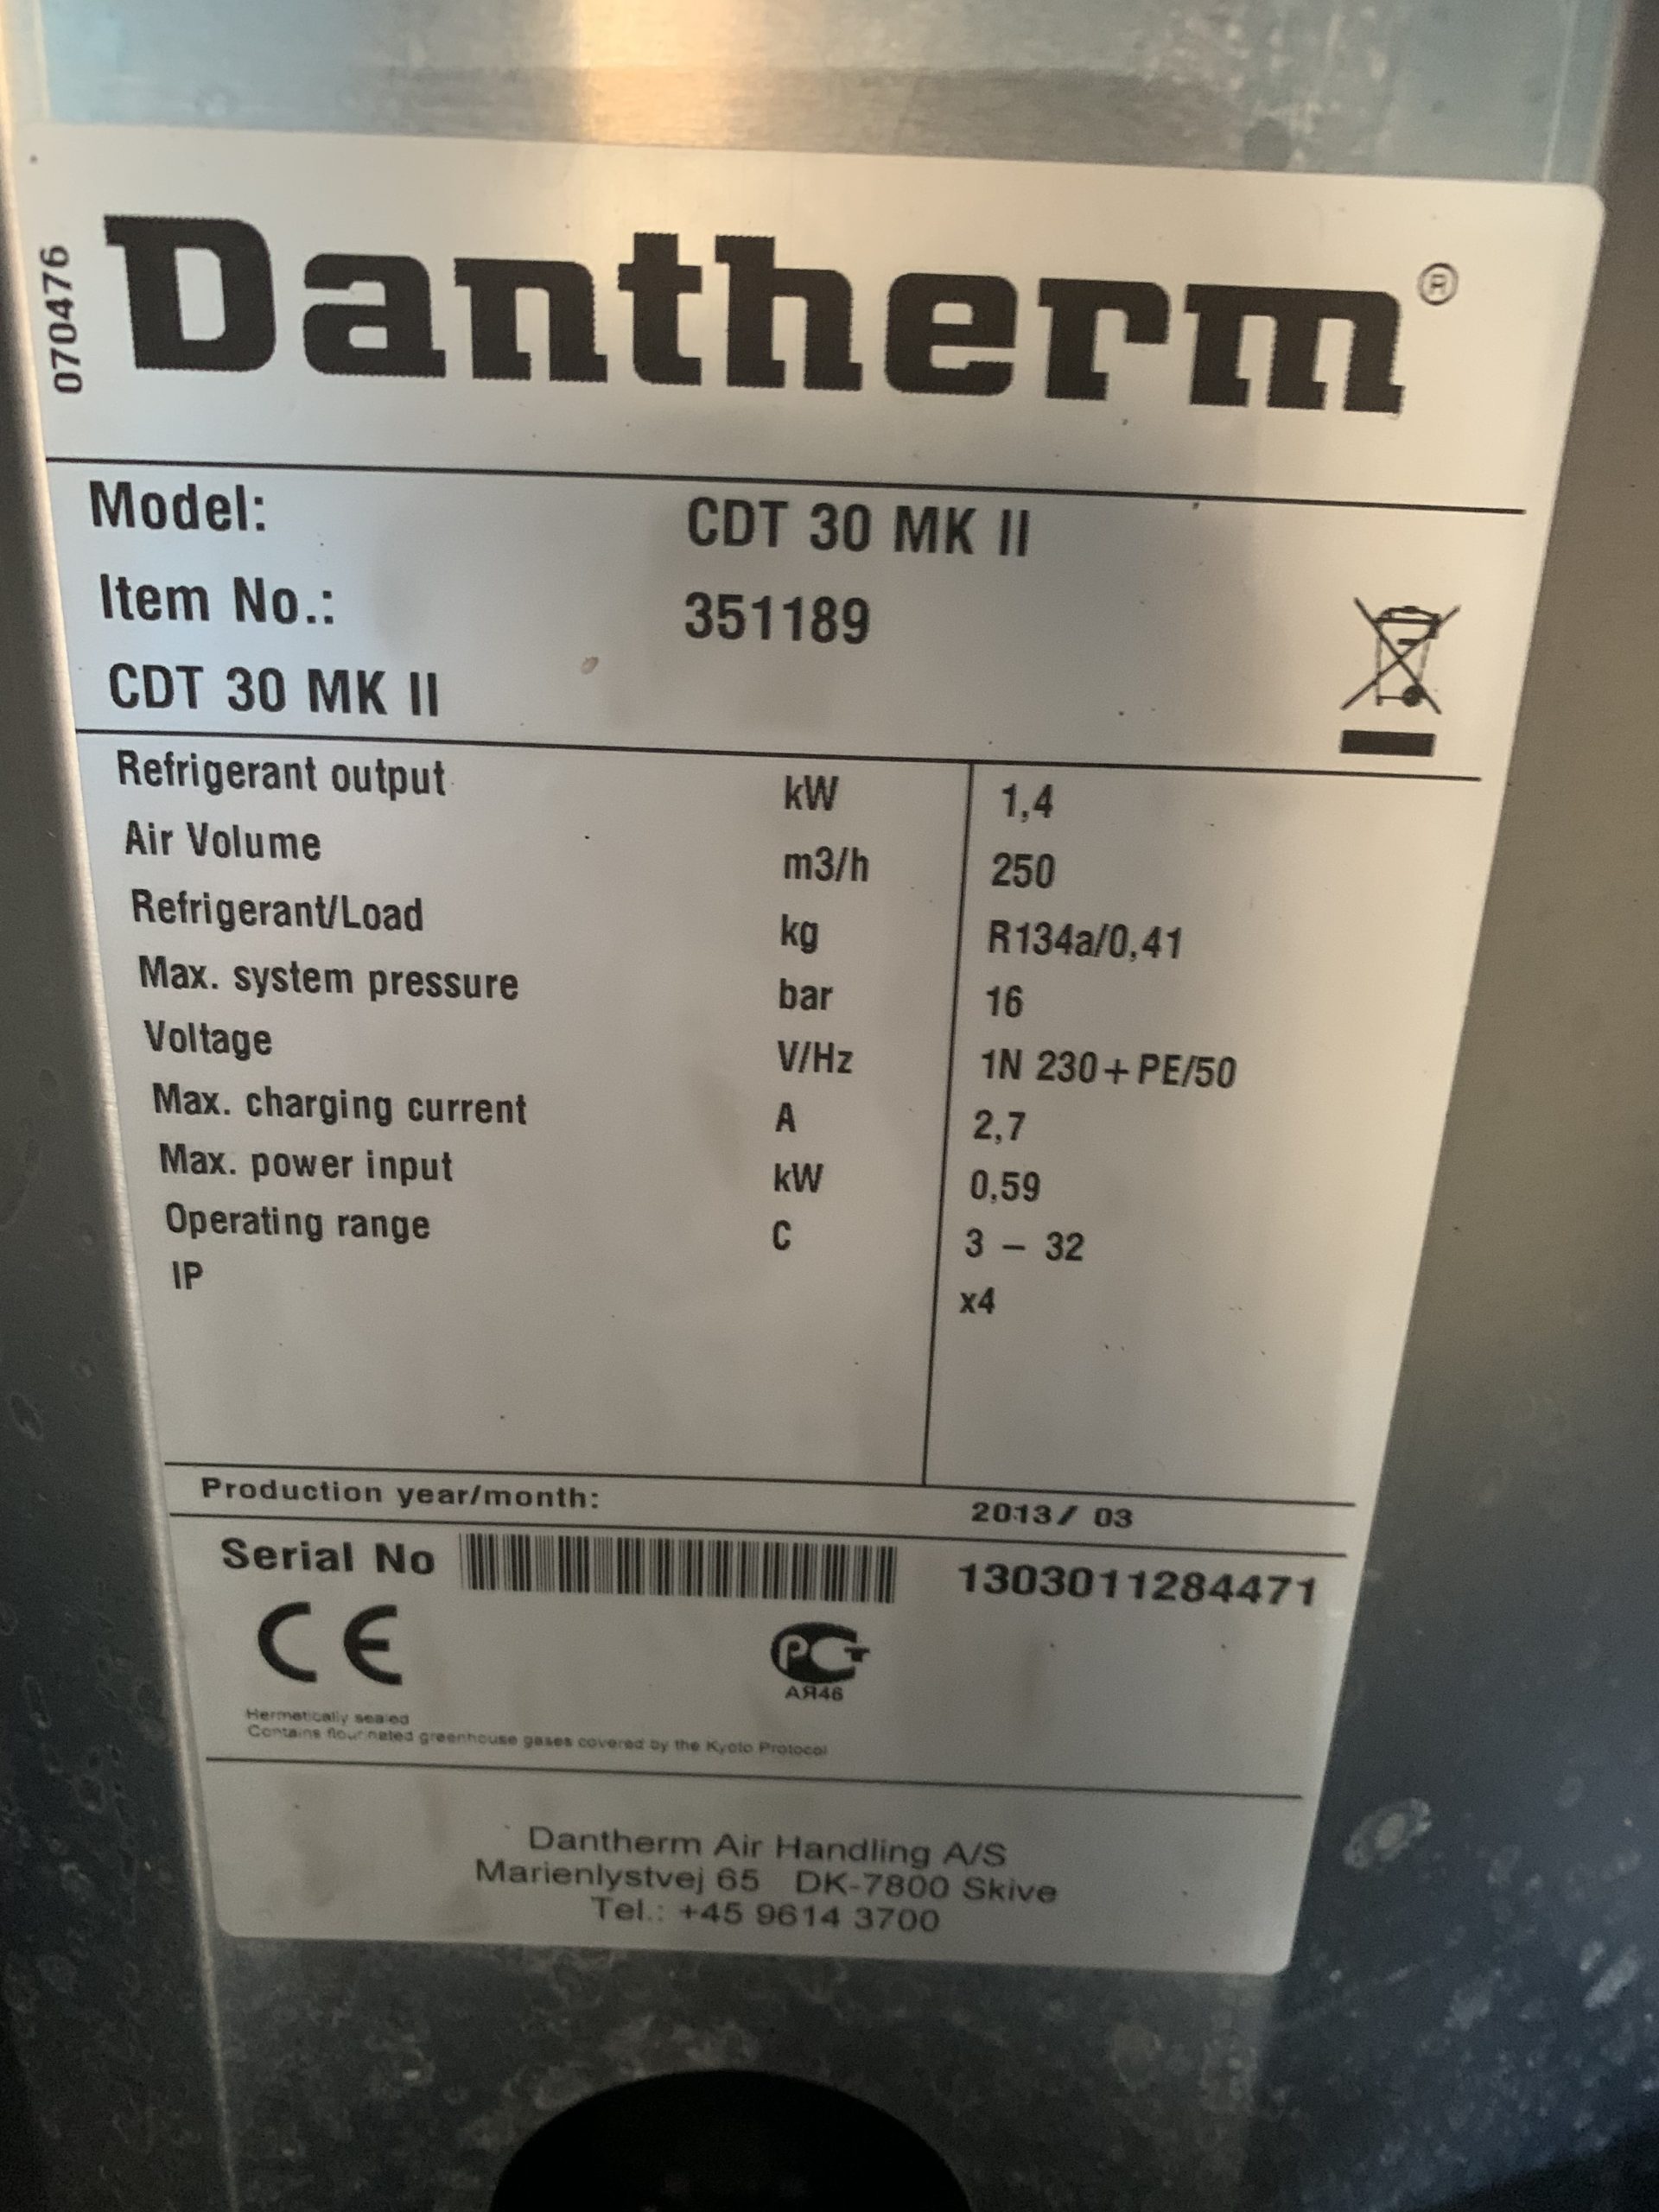 070476
Dantherm®
Model: CDT 30 MK II
Item No.: 351189
CDT 30 MK II
Refrigerant output kW 1,4
Air Volume m3/h 250
Refrigerant/Load kg R134a/0,41
Max. system pressure bar 16
Voltage V/Hz 1N 230+PE/50
Max. charging current A 2,7
Max. power input kW 0,59
Operating range C 3 – 32
IP x4
Production year/month: 2013/ 03
Serial No 1303011284471
CE
PCT
АЯ46
Hermetically sealed
Contains flourinated greenhouse gases covered by the Kyoto Protocol
Dantherm Air Handling A/S
Marienlystvej 65 DK-7800 Skive
Tel.: +45 9614 3700